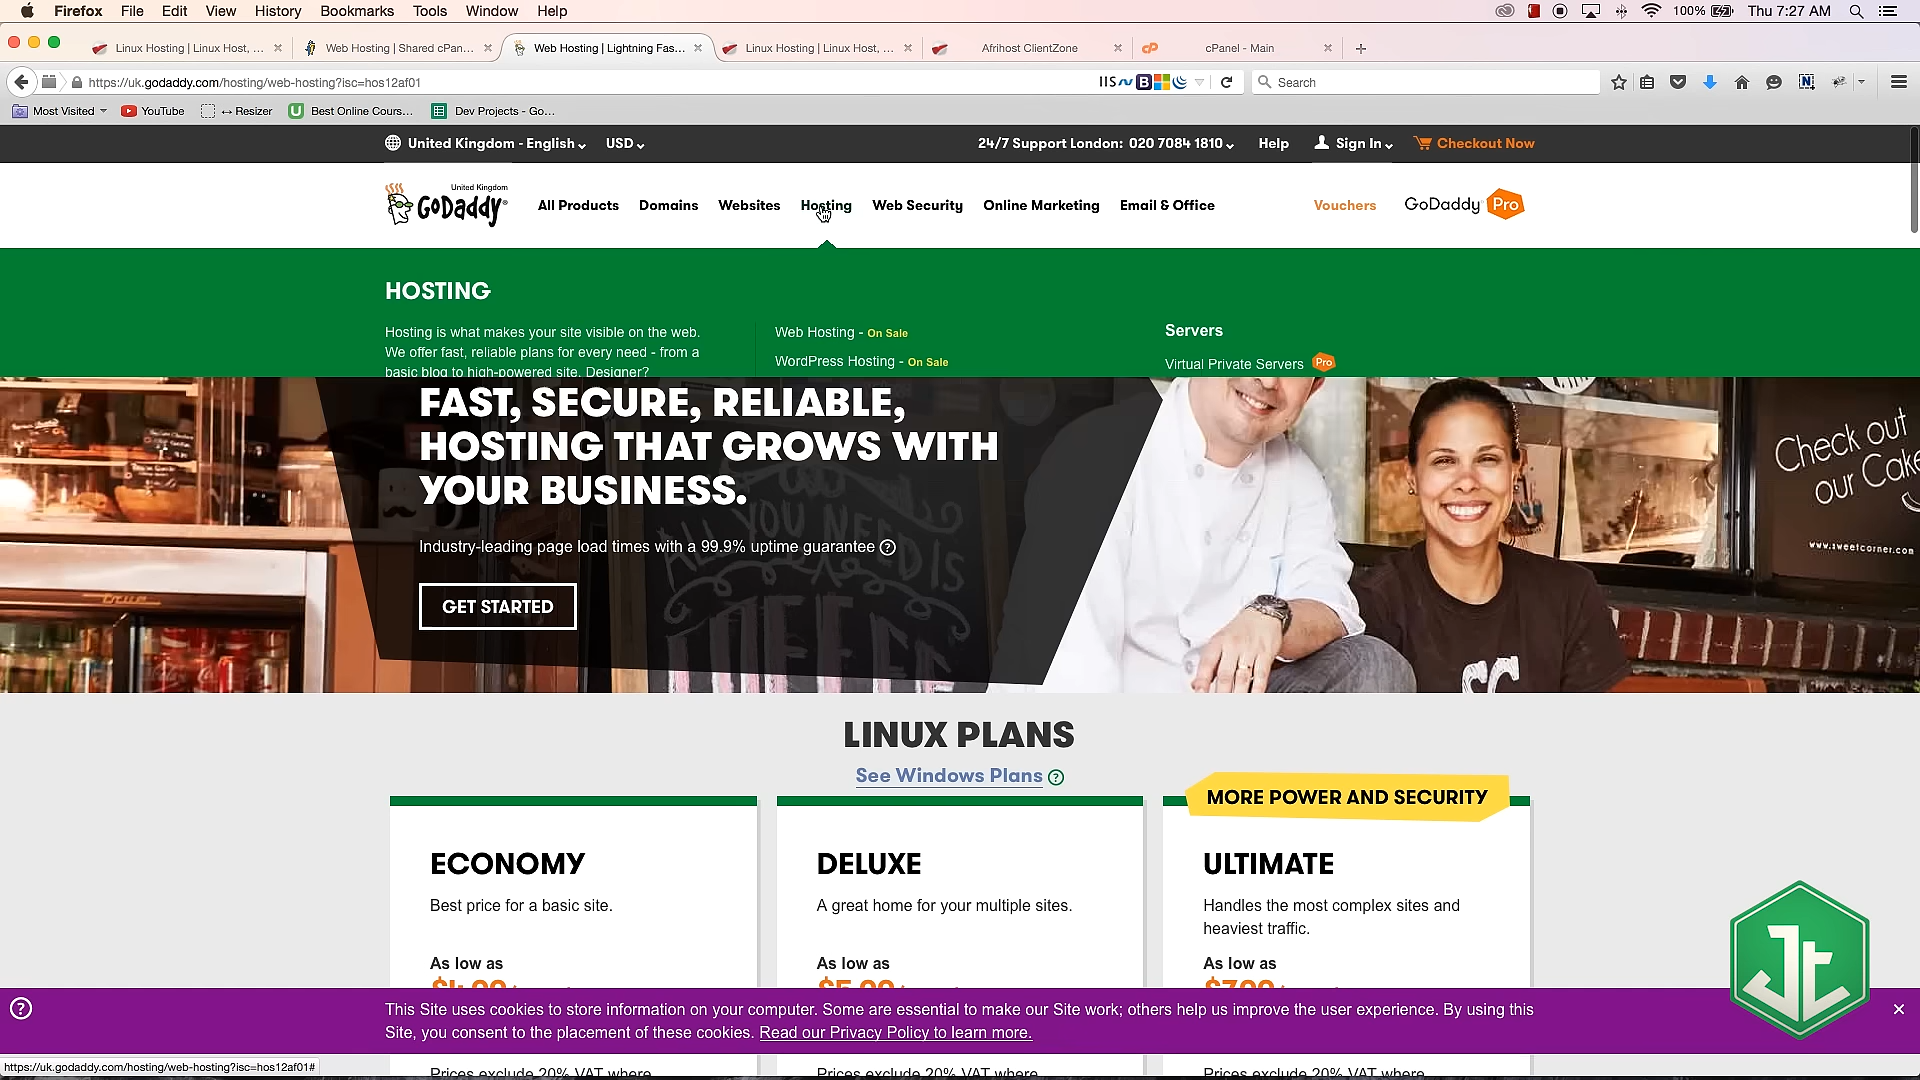 Firefox File Edit View History Bookmarks Tools Window Help
100% Thu 7:27 AM
Linux Hosting | Linux Host, ...
Web Hosting | Shared cPan...
Web Hosting | Lightning Fas...
Linux Hosting | Linux Host, ...
Afrihost ClientZone
cPanel - Main
https://uk.godaddy.com/hosting/web-hosting?isc=hos12af01
IIS
Search
Most Visited
YouTube
↔ Resizer
Best Online Cours...
Dev Projects - Go...
United Kingdom - English
USD
24/7 Support London: 020 7084 1810
Help
Sign In
Checkout Now
United Kingdom
GoDaddy
All Products
Domains
Websites
Hosting
Web Security
Online Marketing
Email & Office
Vouchers
GoDaddy Pro
HOSTING
Hosting is what makes your site visible on the web.
We offer fast, reliable plans for every need - from a
basic blog to high-powered site. Designer?
Web Hosting - On Sale
WordPress Hosting - On Sale
Servers
Virtual Private Servers Pro
FAST, SECURE, RELIABLE,
HOSTING THAT GROWS WITH
YOUR BUSINESS.
Industry-leading page load times with a 99.9% uptime guarantee ?
GET STARTED
Check out
our Cake
www.sweetcorner.com
LINUX PLANS
See Windows Plans ?
MORE POWER AND SECURITY
ECONOMY
Best price for a basic site.
As low as
DELUXE
A great home for your multiple sites.
As low as
ULTIMATE
Handles the most complex sites and
heaviest traffic.
As low as
This Site uses cookies to store information on your computer. Some are essential to make our Site work; others help us improve the user experience. By using this
Site, you consent to the placement of these cookies. Read our Privacy Policy to learn more.
Prices exclude 20% VAT where
Prices exclude 20% VAT where
Prices exclude 20% VAT where
https://uk.godaddy.com/hosting/web-hosting?isc=hos12af01#